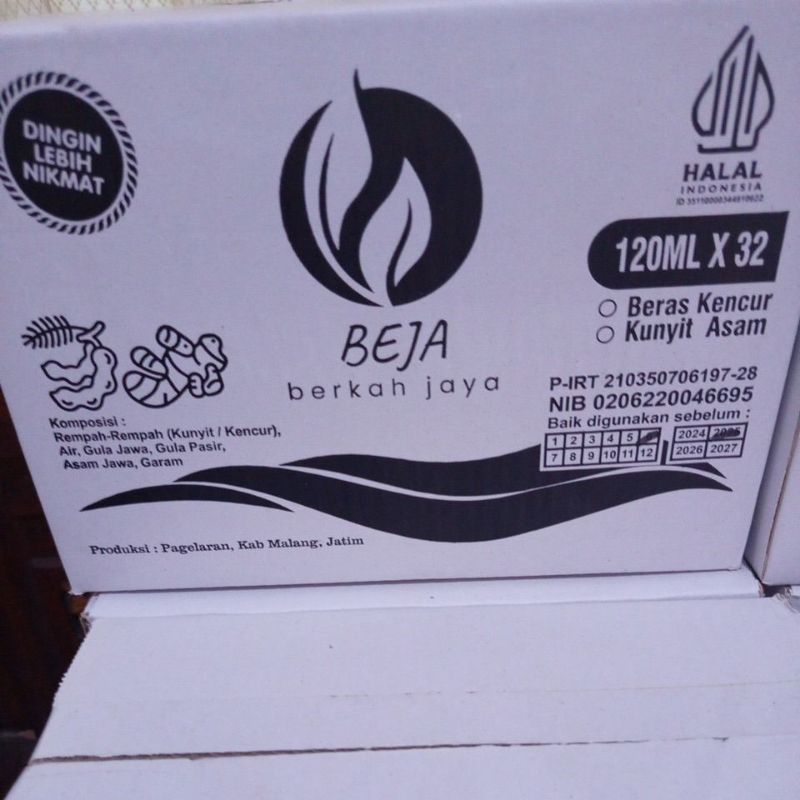 DINGIN
LEBIH
NIKMAT
HALAL
INDONESIA
120ML X 32
Beras Kencur
Kunyit Asam
BEJA
berkah jaya
P-IRT 210350706197-28
NIB 0206220046695
Baik digunakan sebelum :
1 2 3 4 5 2024 2025
7 8 9 10 11 12 2026 2027
Komposisi :
Rempah-Rempah (Kunyit / Kencur),
Air, Gula Jawa, Gula Pasir,
Asam Jawa, Garam
Produksi : Pagelaran, Kab Malang, Jatim